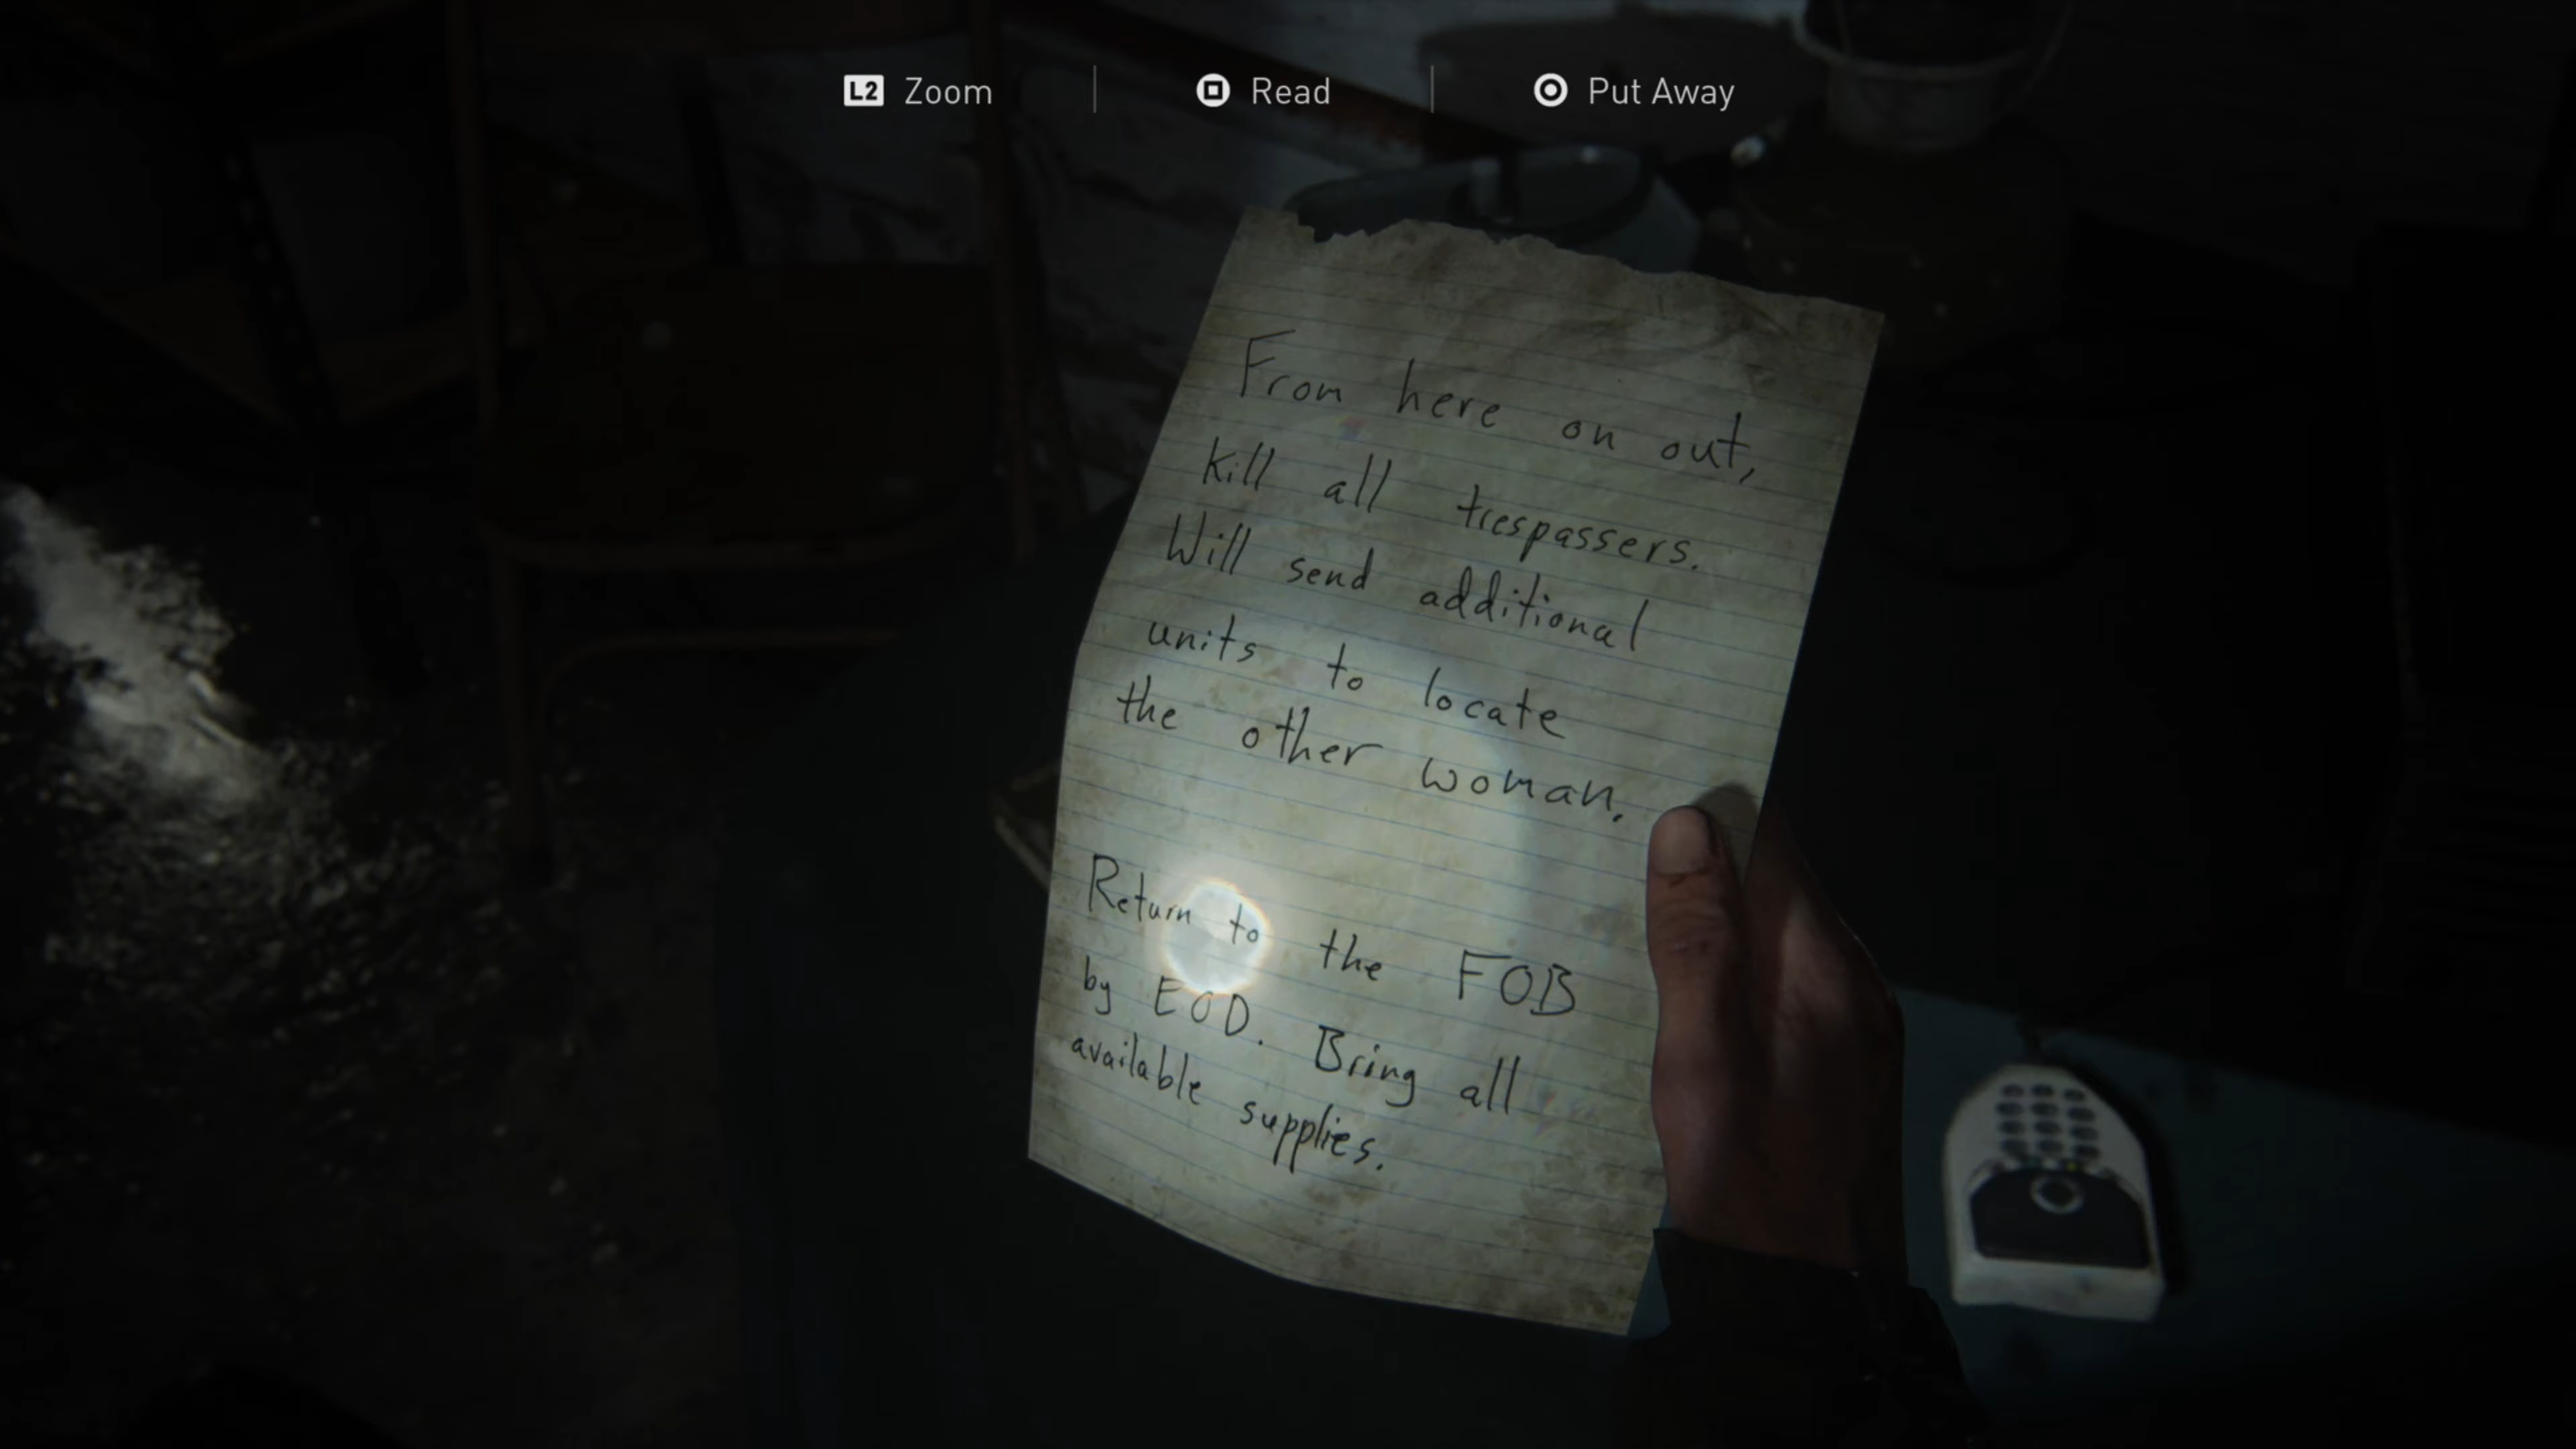 L2 Zoom | Read | Put Away
From here on out,
kill all trespassers.
Will send additional
units to locate
the other woman.
Return to the FOB
by EOD. Bring all
available supplies.